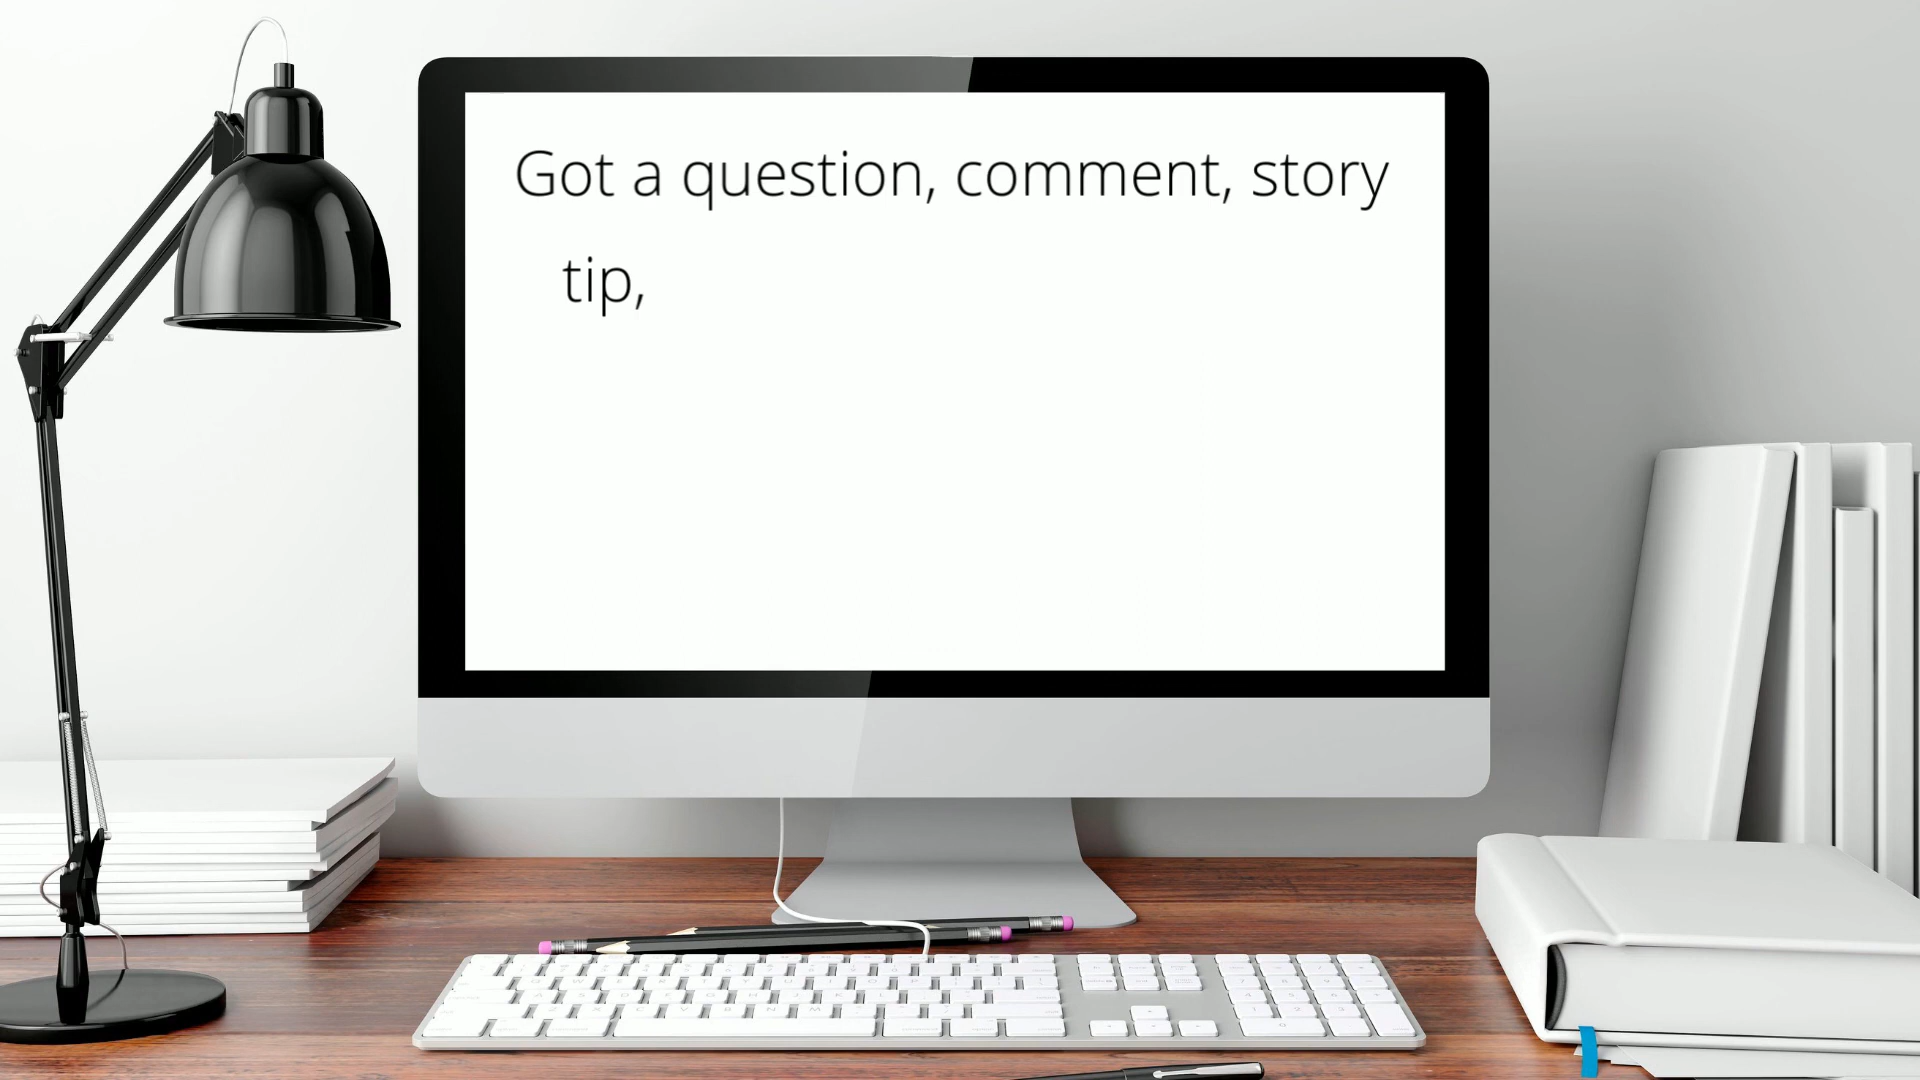 Got a question, comment, story
tip,